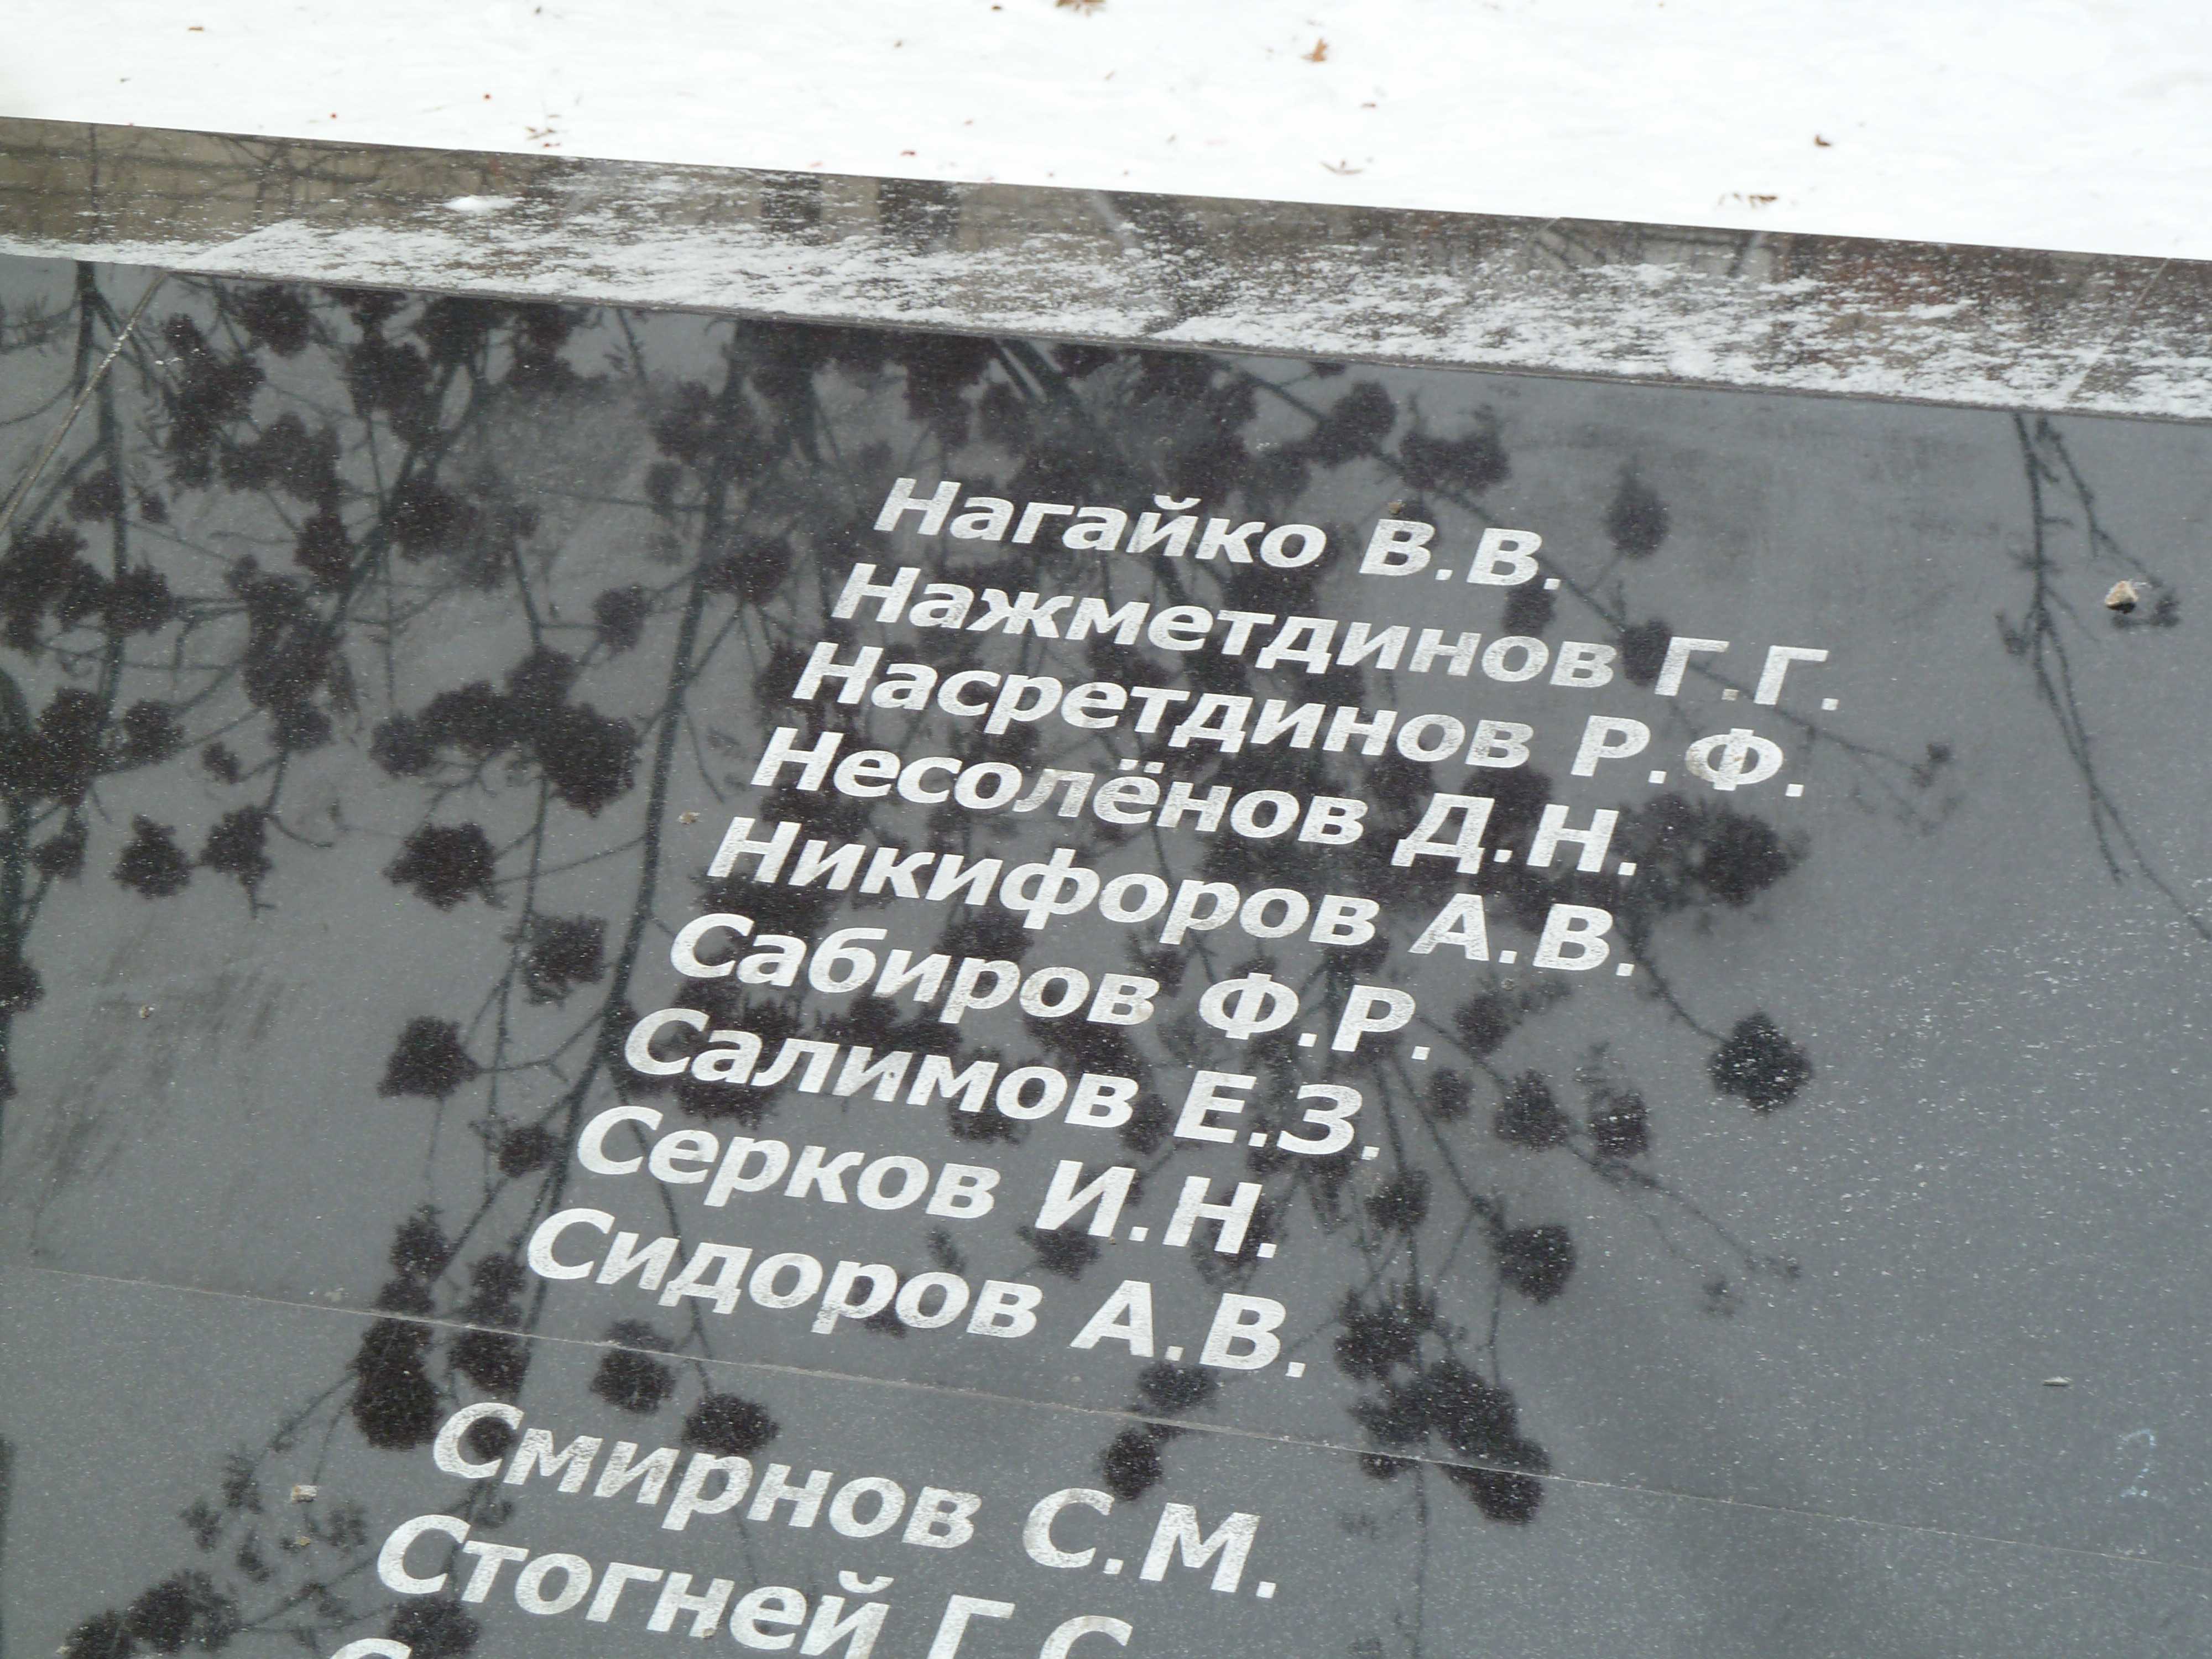 Нагайко В.В.
Нажметдинов Г.Г.
Насретдинов Р.Ф.
Несолёнов Д.Н.
Никифоров А.В.
Сабиров Ф.Р.
Салимов Е.З.
Серков И.Н.
Сидоров А.В.
Смирнов С.М.
Стогней Г.С